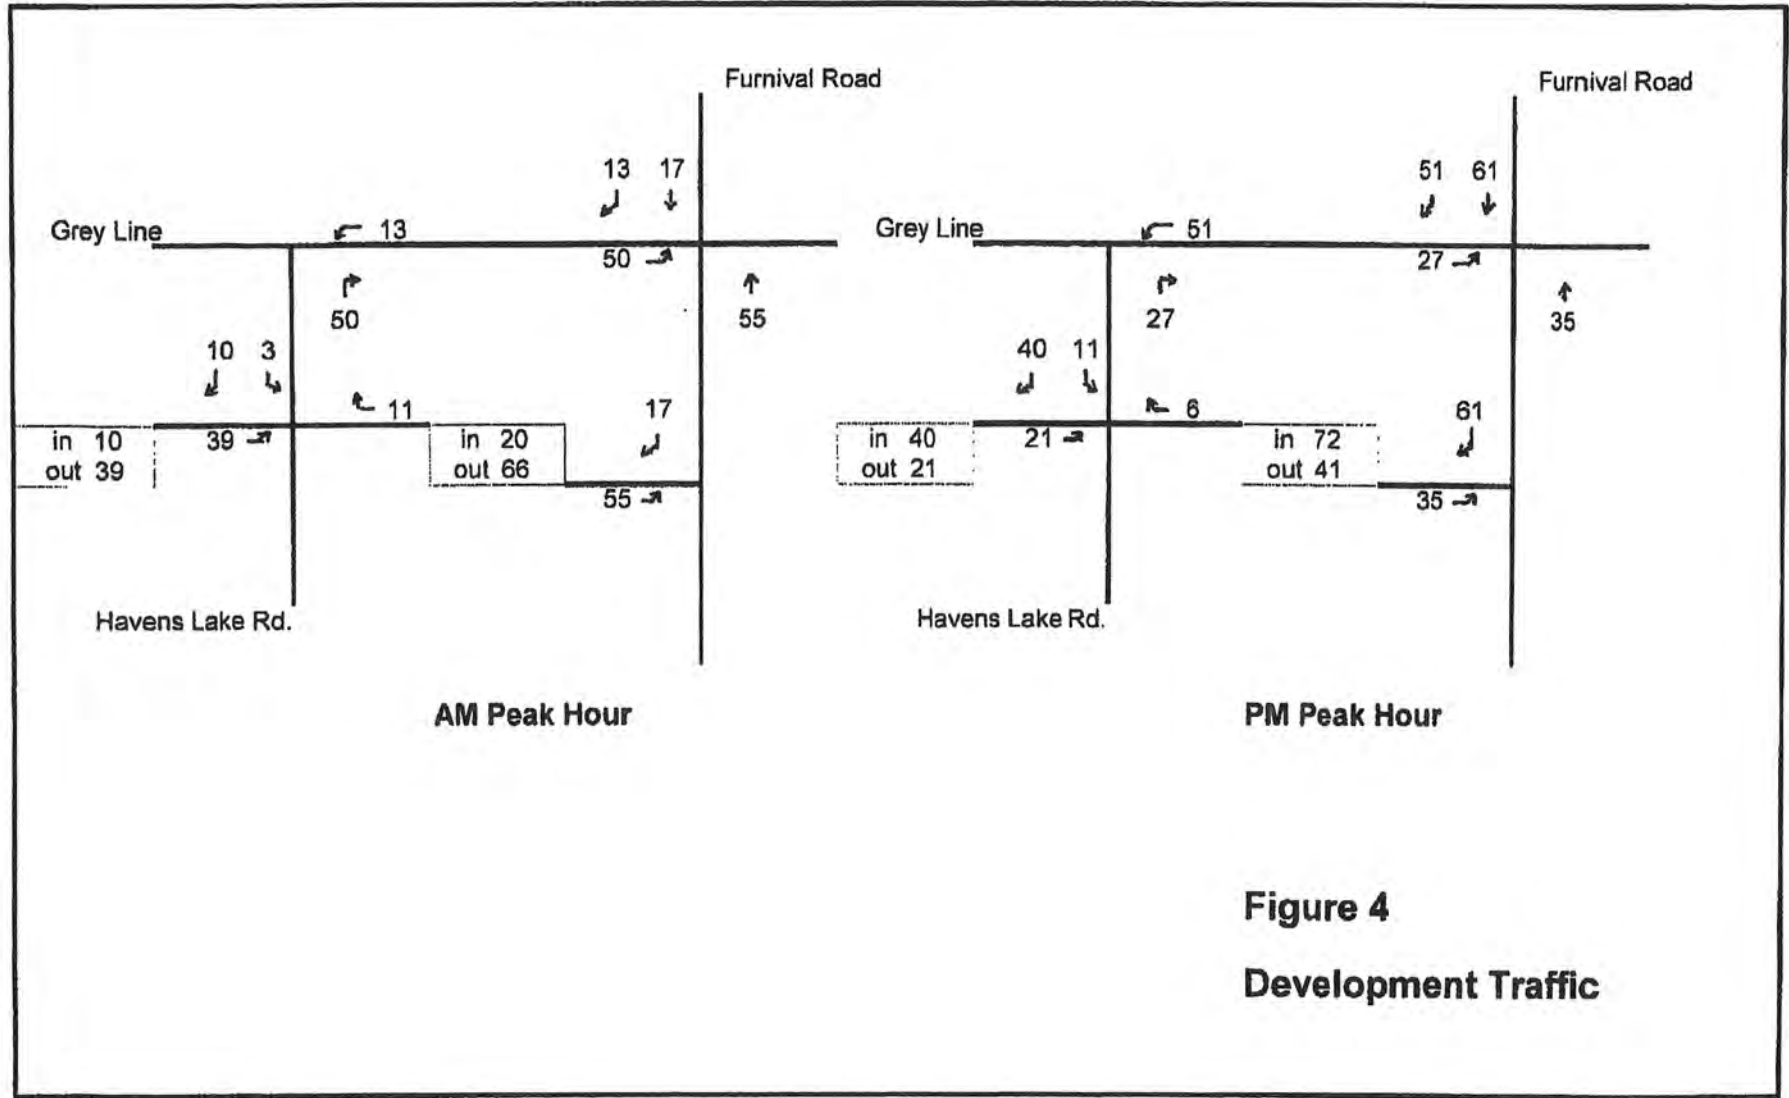 Furnival Road
13 17
Grey Line
13
50
50
55
10 3
11
17
in 10
out 39
39
in 20
out 66
55
Havens Lake Rd.
AM Peak Hour
Furnival Road
51 61
Grey Line
51
27
27
35
40 11
6
61
in 40
out 21
21
in 72
out 41
35
Havens Lake Rd.
PM Peak Hour
Figure 4
Development Traffic